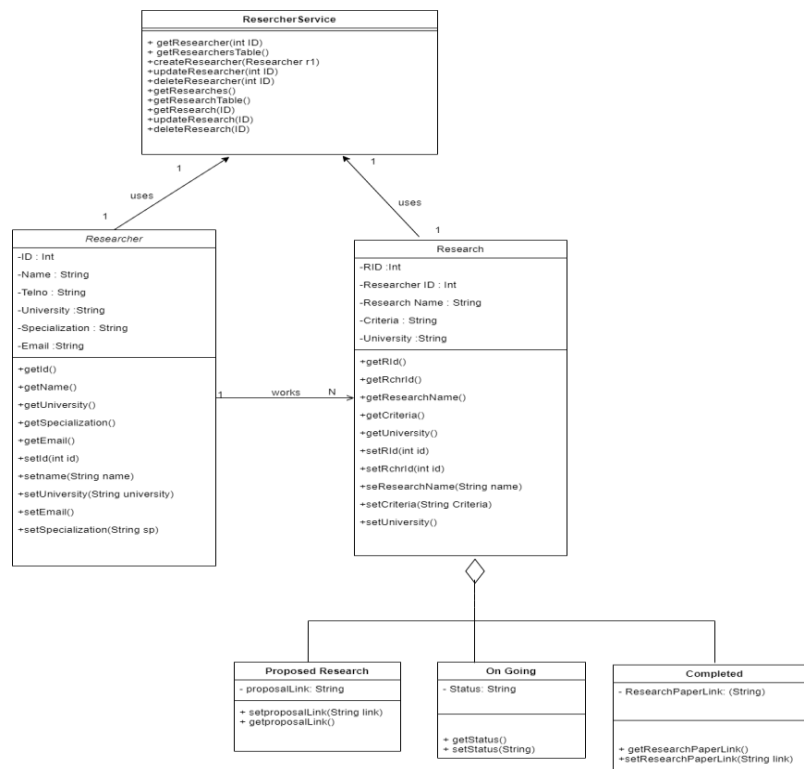 ResercherService
+ getResearcher(int ID)
+ getResearchersTable()
+createResearcher(Researcher r1)
+updateResearcher(int ID)
+deleteResearcher(int ID)
+getResearches()
+getResearchTable()
+getResearch(ID)
+updateResearch(ID)
+deleteResearch(ID)
1
uses
1
1
uses
1
Researcher
-ID : Int
-Name : String
-Telno : String
-University :String
-Specialization : String
-Email :String
+getId()
+getName()
+getUniversity()
+getSpecialization()
+getEmail()
+setId(int id)
+setname(String name)
+setUniversity(String university)
+setEmail()
+setSpecialization(String sp)
1
works
N
Research
-RID :Int
-Researcher ID : Int
-Research Name : String
-Criteria : String
-University :String
+getRId()
+getRchrId()
+getResearchName()
+getCriteria()
+getUniversity()
+setRId(int id)
+setRchrId(int id)
+seResearchName(String name)
+setCriteria(String Criteria)
+setUniversity()
Proposed Research
- proposalLink: String
+ setproposalLink(String link)
+ getproposalLink()
On Going
- Status: String
+ getStatus()
+ setStatus(String)
Completed
- ResearchPaperLink: (String)
+ getResearchPaperLink()
+setResearchPaperLink(String link)